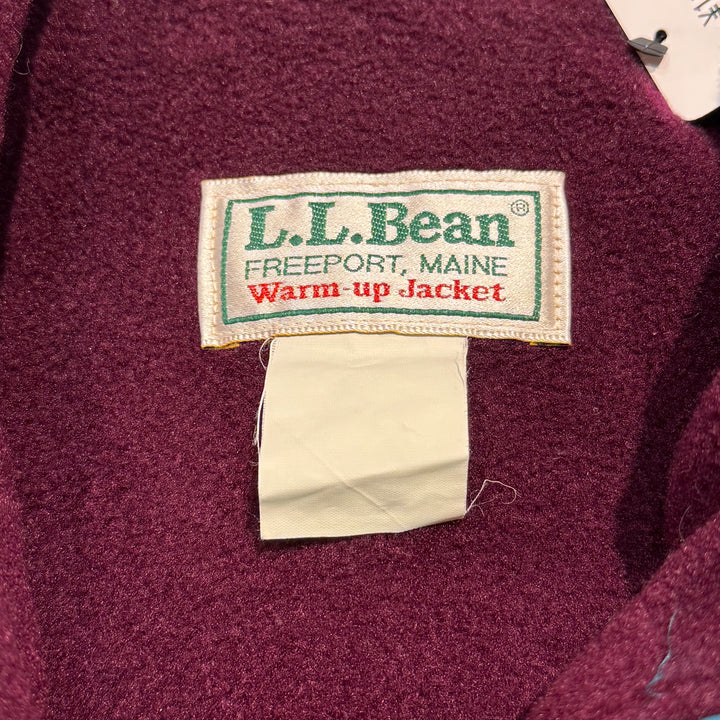 L.L.Bean®
FREEPORT, MAINE
Warm-up Jacket